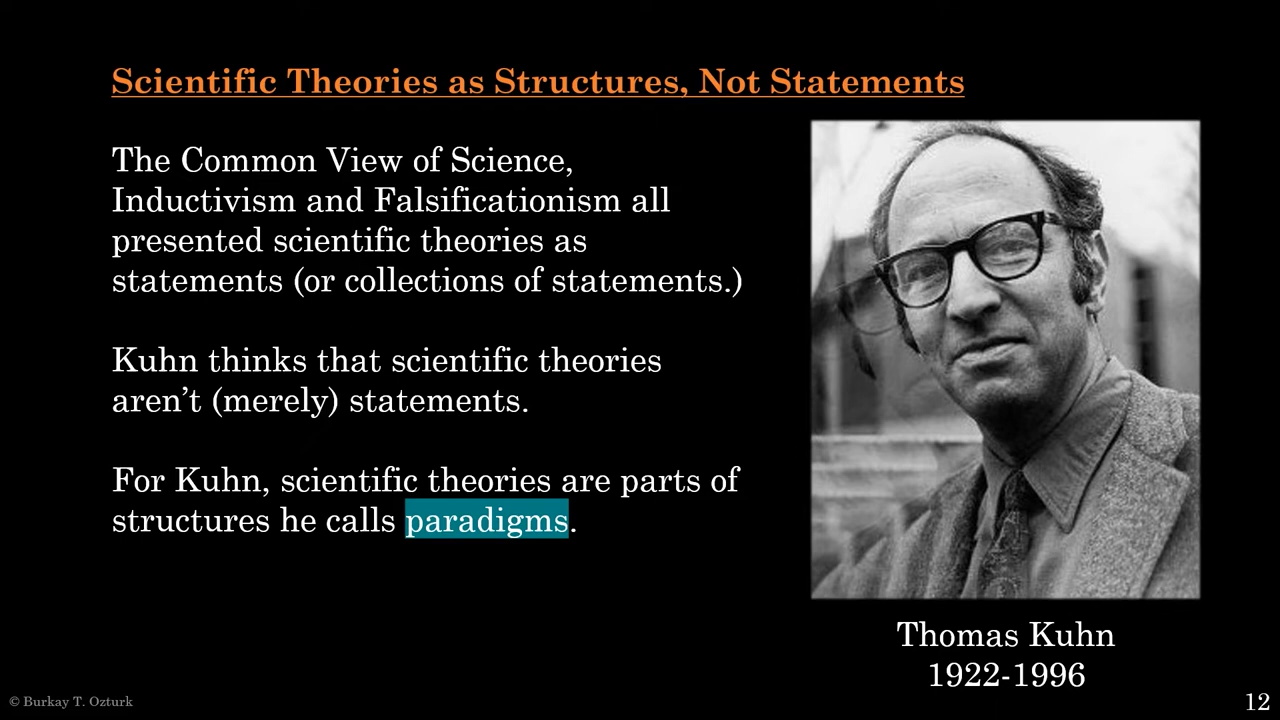 Scientific Theories as Structures, Not Statements
The Common View of Science,
Inductivism and Falsificationism all
presented scientific theories as
statements (or collections of statements.)
Kuhn thinks that scientific theories
aren’t (merely) statements.
For Kuhn, scientific theories are parts of
structures he calls paradigms.
Thomas Kuhn
1922-1996
© Burkay T. Ozturk
12